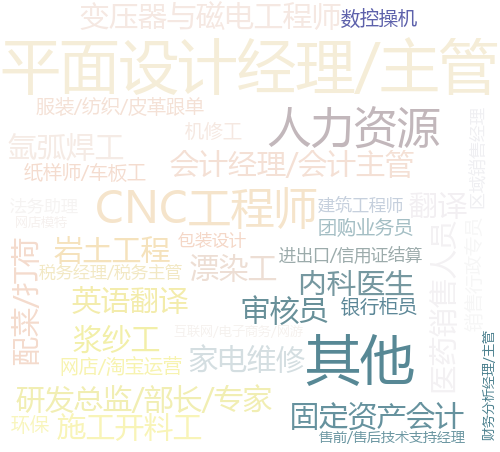 变压器与磁电工程师
数控操机
平面设计经理/主管
服装/纺织/皮革跟单
人力资源
机修工
氩弧焊工
纸样师/车板工
会计经理/会计主管
区域销售经理
法务助理
网店模特
CNC工程师
建筑工程师
翻译
团购业务员
包装设计
岩土工程
进出口/信用证结算
配菜/打荷
税务经理/税务主管
漂染工
内科医生
医药销售人员
英语翻译
审核员
银行柜员
浆纱工
家电维修
其他
网店/淘宝运营
财务分析经理/主管
研发总监/部长/专家
环保
施工开料工
固定资产会计
售前/售后技术支持经理